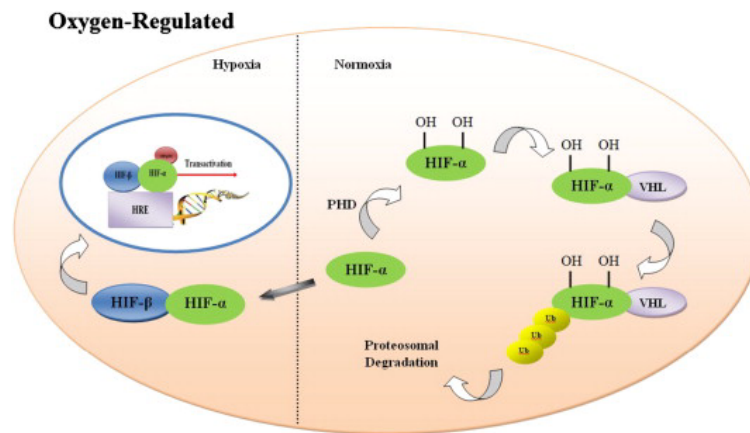 Oxygen-Regulated
Hypoxia
Normoxia
HIF-β
HIF-α
Transactivation
HRE
HIF-β
HIF-α
PHD
HIF-α
OH OH
HIF-α
OH OH
HIF-α
VHL
OH OH
HIF-α
VHL
Ub
Ub
Ub
Proteosomal
Degradation